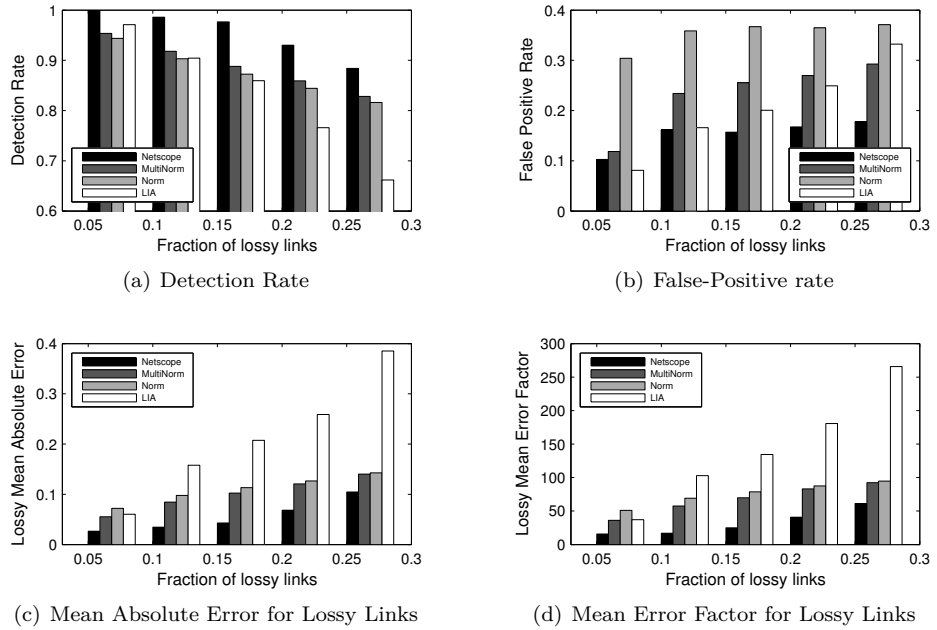 1
0.9
0.8
0.7
0.6
Detection Rate
Netscope
MultiNorm
Norm
LIA
0.05 0.1 0.15 0.2 0.25 0.3
Fraction of lossy links
(a) Detection Rate
0.4
0.3
0.2
0.1
0
False Positive Rate
Netscope
MultiNorm
Norm
LIA
0.05 0.1 0.15 0.2 0.25 0.3
Fraction of lossy links
(b) False-Positive rate
0.4
0.3
0.2
0.1
0
Lossy Mean Absolute Error
Netscope
MultiNorm
Norm
LIA
0.05 0.1 0.15 0.2 0.25 0.3
Fraction of lossy links
(c) Mean Absolute Error for Lossy Links
300
250
200
150
100
50
0
Lossy Mean Error Factor
Netscope
MultiNorm
Norm
LIA
0.05 0.1 0.15 0.2 0.25 0.3
Fraction of lossy links
(d) Mean Error Factor for Lossy Links